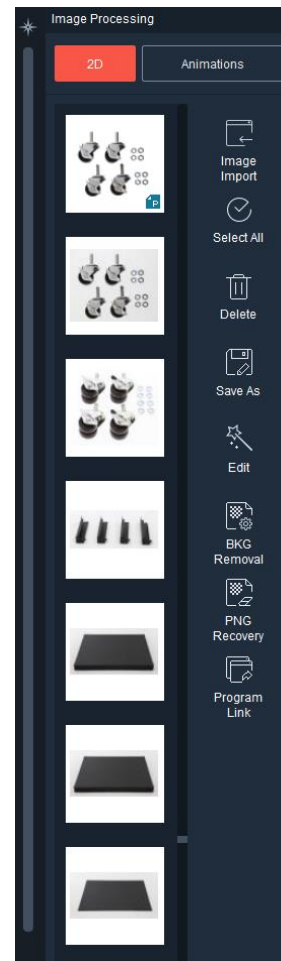 Image Processing
2D
Animations
Image
Import
Select All
Delete
Save As
Edit
BKG
Removal
PNG
Recovery
Program
Link
P